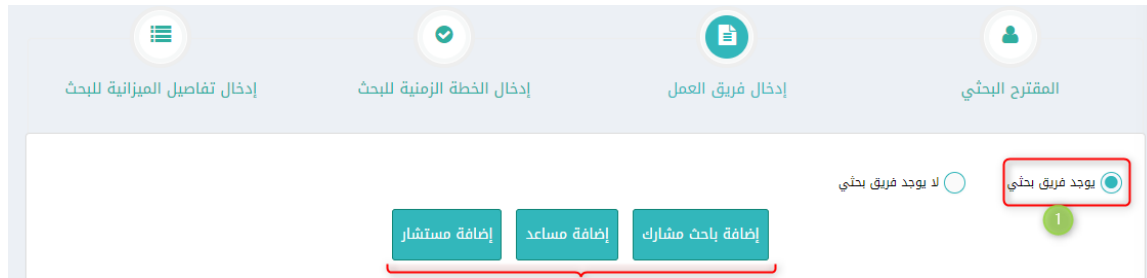 المقترح البحثي
إدخال فريق العمل
إدخال الخطة الزمنية للبحث
إدخال تفاصيل الميزانية للبحث
يوجد فريق بحثي
لا يوجد فريق بحثي
1
إضافة باحث مشارك
إضافة مساعد
إضافة مستشار